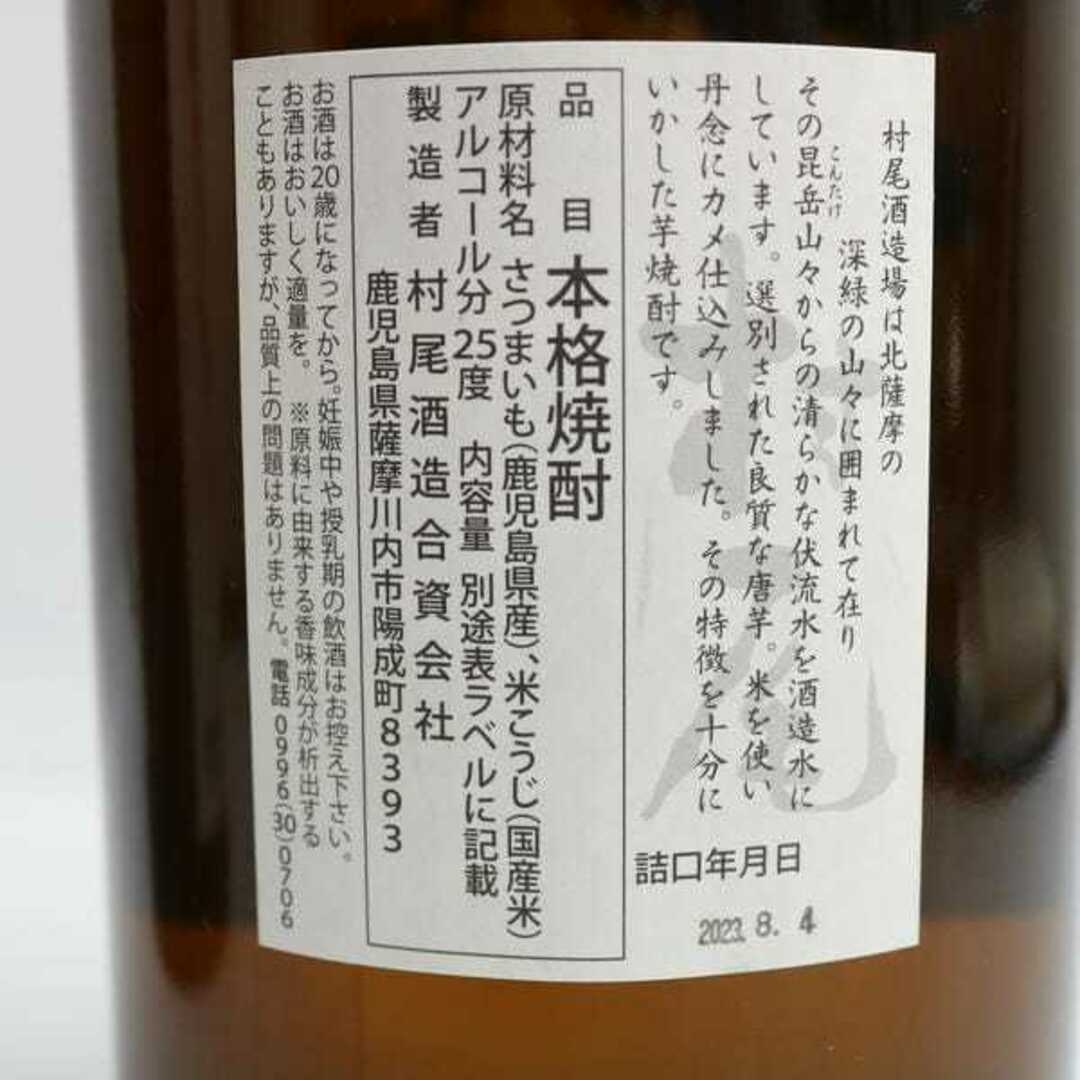 村尾酒造場は北薩摩の
深緑の山々に囲まれて在り
その昆岳山々からの清らかな伏流水を酒造水に
こんたけ
しています。選別された良質な唐芋。米を使い
丹念にカメ仕込みしました。その特徴を十分に
いかした芋焼酎です。
村尾
詰口年月日
2023. 8. 4
品目 本格焼酎
原材料名 さつまいも(鹿児島県産)、米こうじ(国産米)
アルコール分25度 内容量 別途表ラベルに記載
製造者 村尾酒造合資会社
鹿児島県薩摩川内市陽成町8393
お酒は20歳になってから。妊娠中や授乳期の飲酒はお控え下さい。
お酒はおいしく適量を。 ※原料に由来する香味成分が析出する
こともありますが、品質上の問題はありません。 電話 0996(30)0706